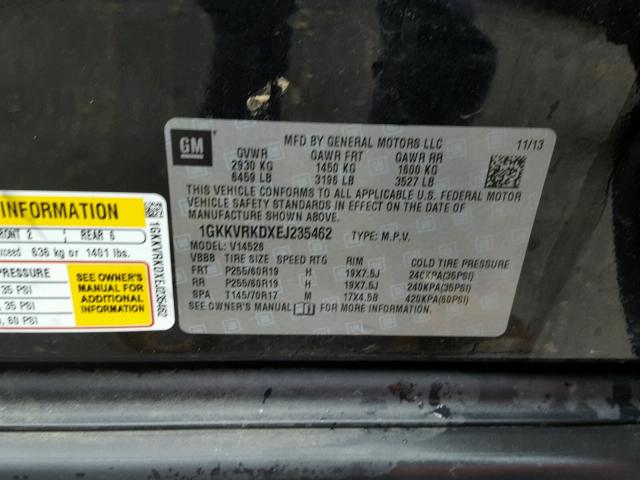 GM
MFD BY GENERAL MOTORS LLC 11/13
GVWR GAWR FRT GAWR RR
2930 KG 1450 KG 1600 KG
6459 LB 3196 LB 3527 LB
THIS VEHICLE CONFORMS TO ALL APPLICABLE U.S. FEDERAL MOTOR
VEHICLE SAFETY STANDARDS IN EFFECT ON THE DATE OF
MANUFACTURE SHOWN ABOVE.
1GKKVRKDXEJ235462 TYPE: M.P.V.
MODEL: V14526
VBBB TIRE SIZE SPEED RTG RIM COLD TIRE PRESSURE
FRT P255/60R19 H 19X7.5J 240KPA(35PSI)
RR P255/60R19 H 19X7.5J 240KPA(35PSI)
SPA T145/70R17 M 17X4.5B 420KPA(60PSI)
SEE OWNER'S MANUAL FOR MORE INFORMATION.
INFORMATION
FRONT 2 REAR 5
exceed 636 kg or 1401 lbs.
PRESSURE
35 PSI
35 PSI
60 PSI
SEE OWNER'S
MANUAL FOR
ADDITIONAL
INFORMATION
1GKKVRKDXEJ235462